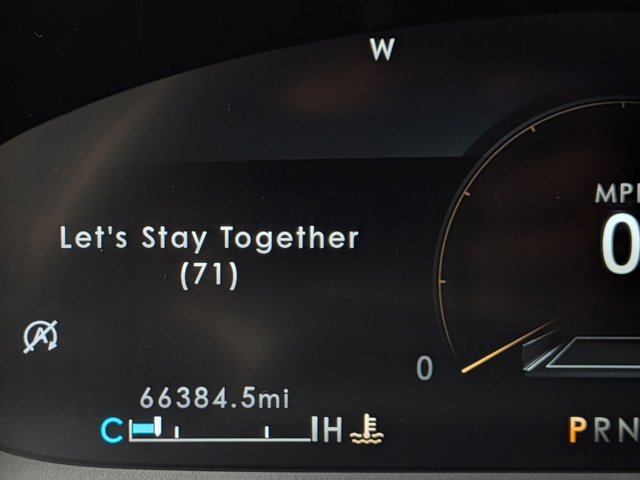 W
Let's Stay Together
(71)
MPH
0
0
66384.5mi
C H
PRN